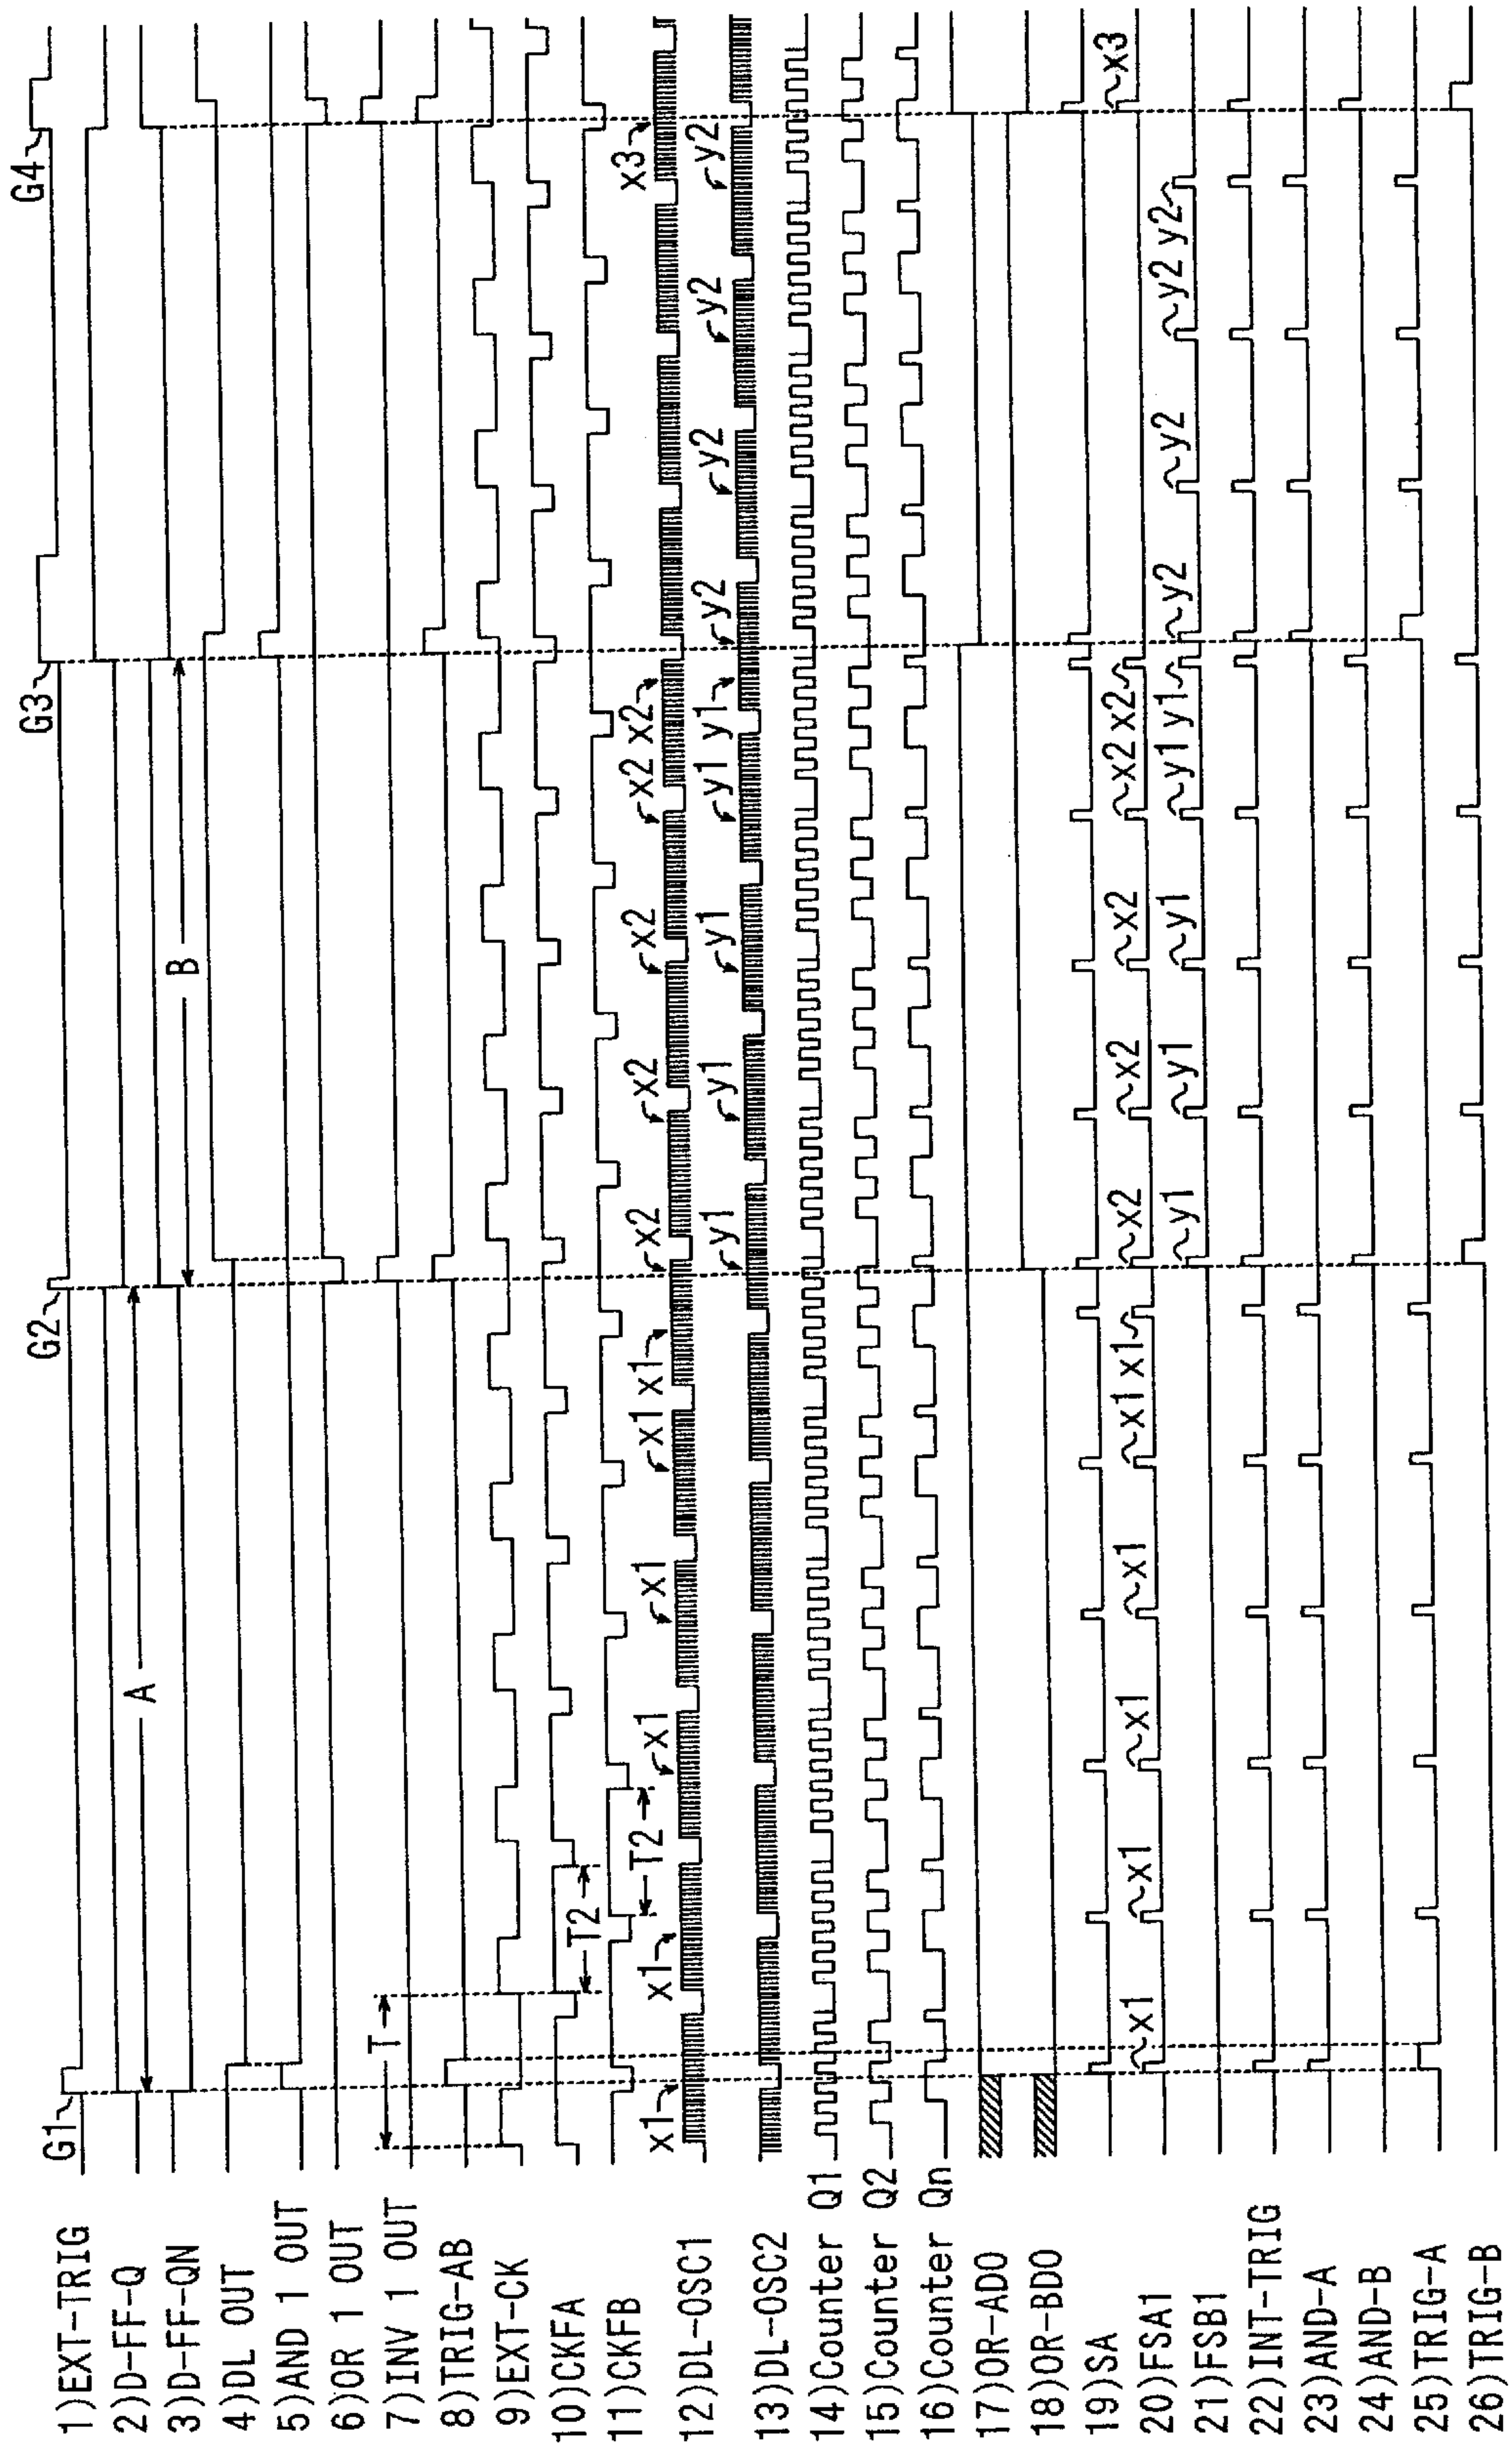 1)EXT-TRIG G1 G2 G3 G4
2)D-FF-Q A
3)D-FF-QN B
4)DL OUT
5)AND 1 OUT
6)OR 1 OUT
7)INV 1 OUT T
8)TRIG-AB
9)EXT-CK
10)CKFA T2
11)CKFB T2
12)DL-OSC1 x1 x1 x1 x1 x1 x1 x2 x2 x2 x2 x2 x3
13)DL-OSC2 y1 y1 y1 y1 y1 y2 y2 y2 y2
14)Counter Q1
15)Counter Q2
16)Counter Qn
17)OR-ADO
18)OR-BDO
19)SA
20)FSA1 x1 x1 x1 x1 x1 x1 x2 x2 x2 x2 x2 x3
21)FSB1 y1 y1 y1 y1 y1 y2 y2 y2 y2
22)INT-TRIG
23)AND-A
24)AND-B
25)TRIG-A
26)TRIG-B